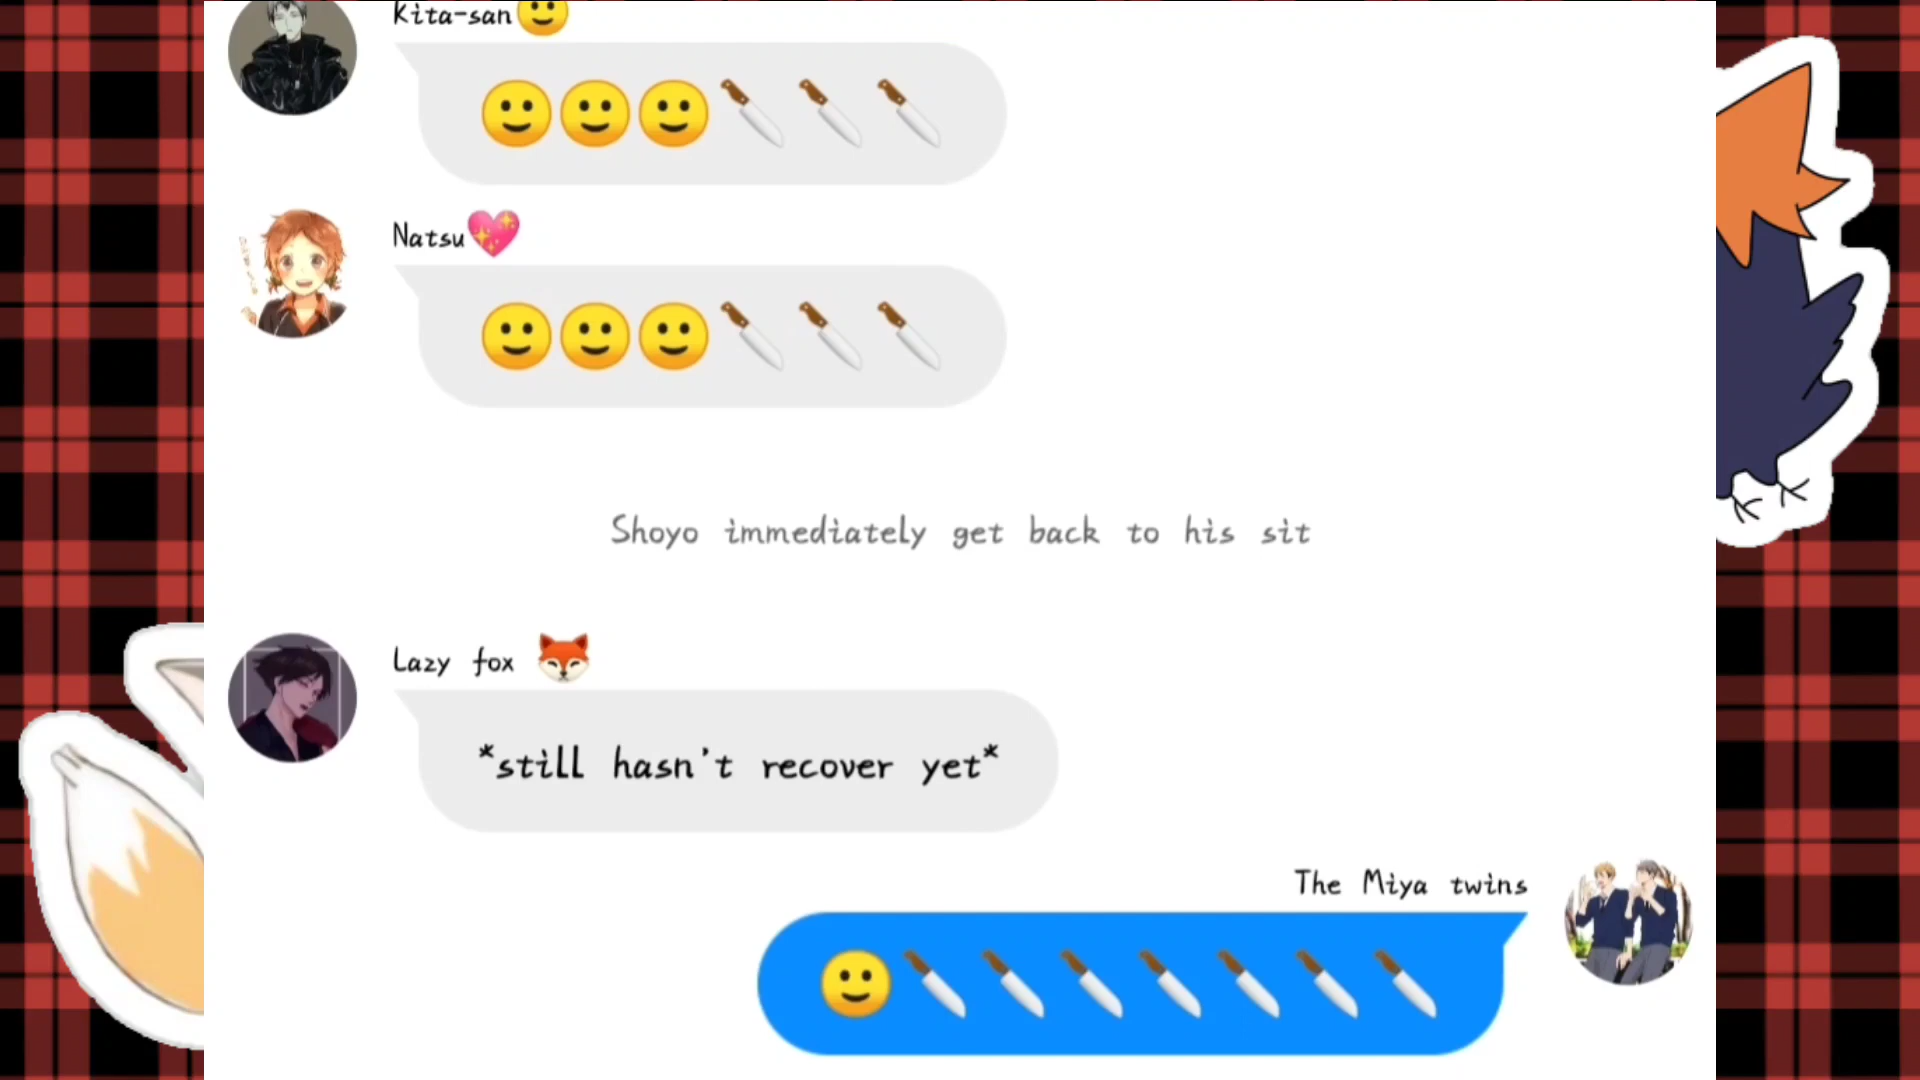 Kita-san🙂
🙂🙂🙂🔪🔪🔪
Natsu💖
🙂🙂🙂🔪🔪🔪
Shoyo immediately get back to his sit
Lazy fox 🦊
*still hasn't recover yet*
The Miya twins
🙂🔪🔪🔪🔪🔪🔪🔪